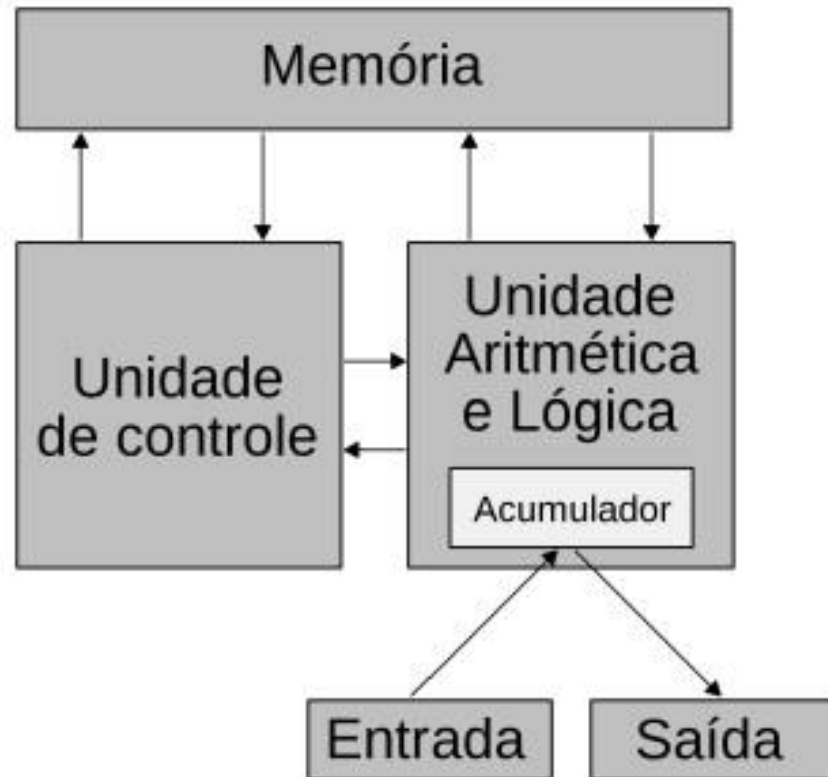 Memória
Unidade
de controle
Unidade
Aritmética
e Lógica
Acumulador
Entrada
Saída